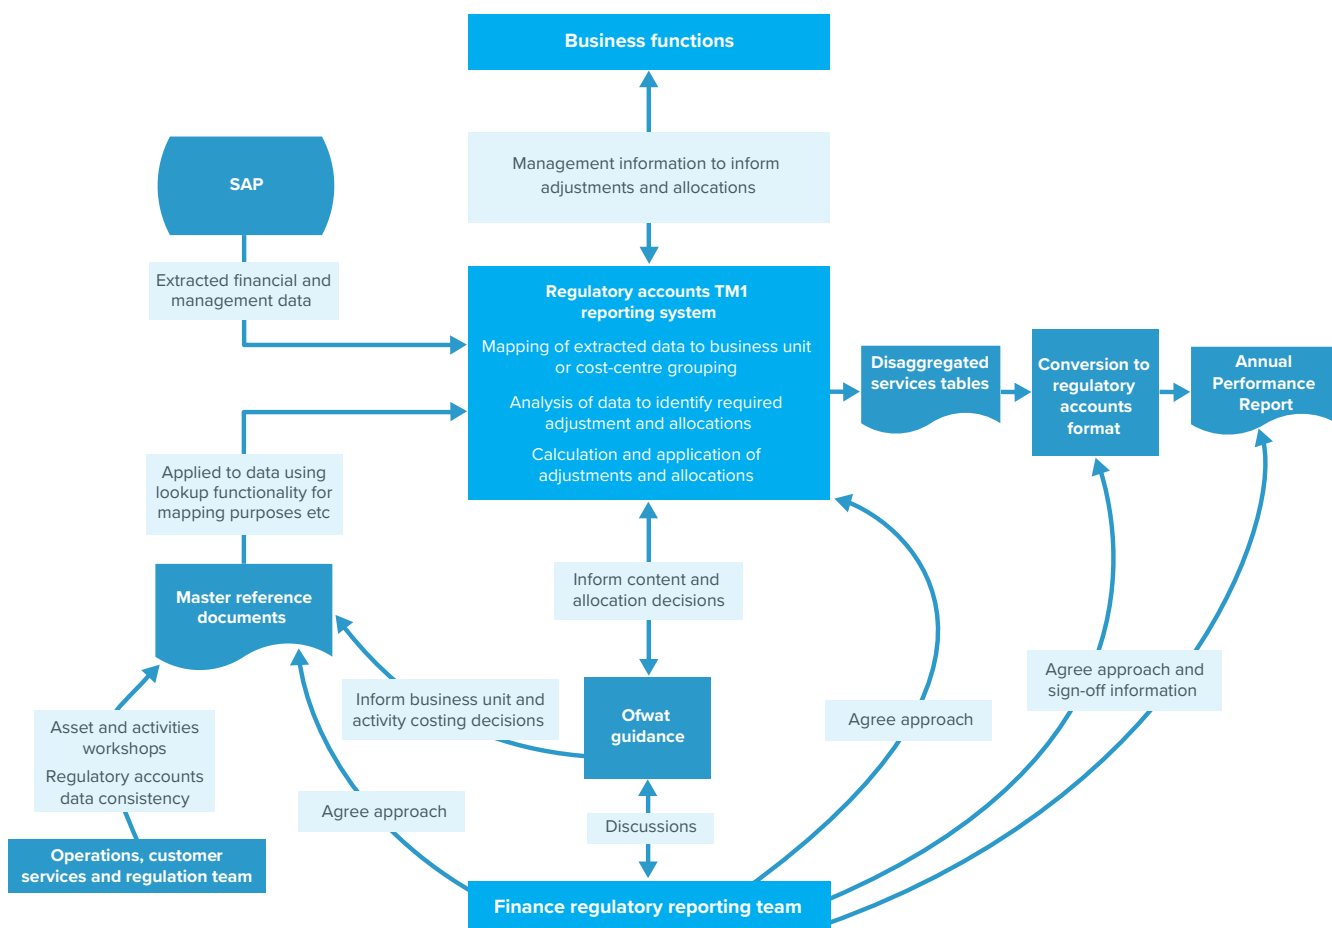 Business functions
Management information to inform
adjustments and allocations
SAP
Extracted financial and
management data
Regulatory accounts TM1
reporting system
Mapping of extracted data to business unit
or cost-centre grouping
Analysis of data to identify required
adjustment and allocations
Calculation and application of
adjustments and allocations
Disaggregated
services tables
Conversion to
regulatory
accounts
format
Annual
Performance
Report
Applied to data using
lookup functionality for
mapping purposes etc
Master reference
documents
Inform content and
allocation decisions
Inform business unit and
activity costing decisions
Ofwat
guidance
Agree approach
Agree approach and
sign-off information
Asset and activities
workshops
Regulatory accounts
data consistency
Agree approach
Discussions
Operations, customer
services and regulation team
Finance regulatory reporting team